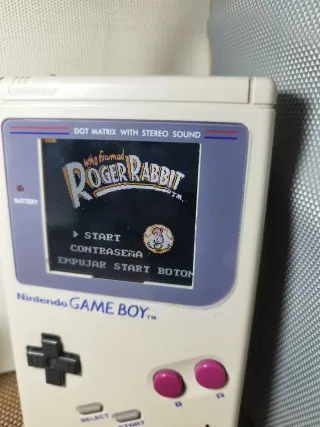 DOT MATRIX WITH STEREO SOUND
who framed
ROGER RABBIT
TM
BATTERY
START
CONTRASEÑA
EMPUJAR START BOTON
Nintendo GAME BOY TM
SELECT
START
B
A